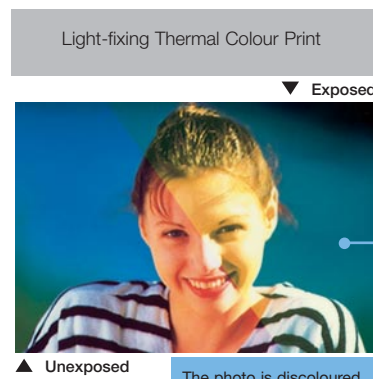 Light-fixing Thermal Colour Print
▼ Exposed
▲ Unexposed
The photo is discoloured